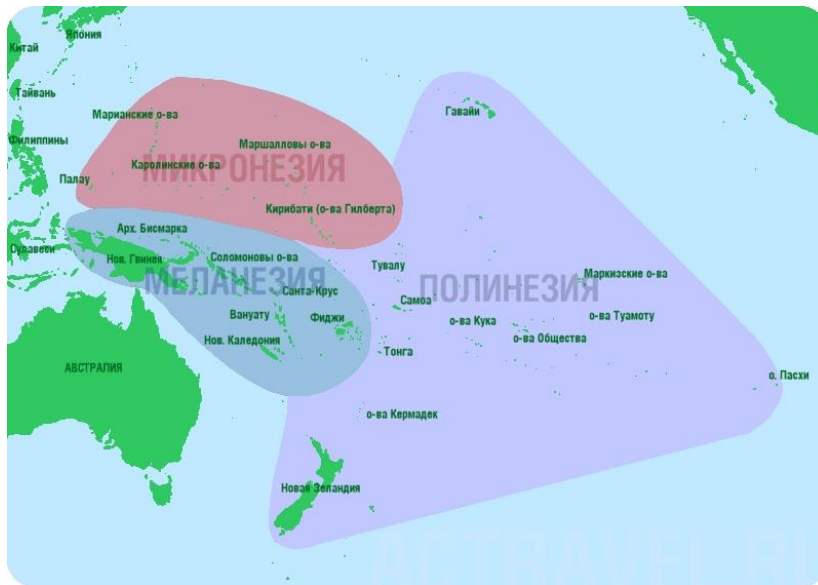 Япония
Китай
Тайвань
Гавайи
Марианские о-ва
Филиппины
Маршалловы о-ва
МИКРОНЕЗИЯ
Каролинские о-ва
Палау
Кирибати (о-ва Гилберта)
Арх. Бисмарка
Сулавеси
Нов. Гвинея
Соломоновы о-ва
Тувалу
МЕЛАНЕЗИЯ
ПОЛИНЕЗИЯ
Маркизские о-ва
Санта-Крус
Самоа
Вануату
Фиджи
о-ва Кука
о-ва Туамоту
Нов. Каледония
о-ва Общества
Тонга
АВСТРАЛИЯ
о. Пасхи
о-ва Кермадек
Новая Зеландия
ACTRAVEL.RU